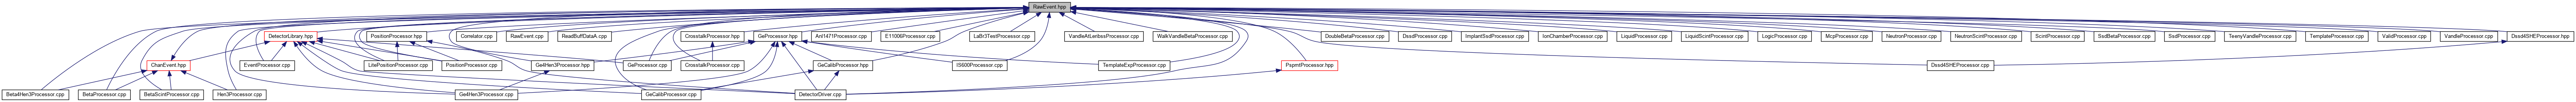 RawEvent.hpp
DetectorLibrary.hpp
PositionProcessor.hpp
Correlator.cpp
RawEvent.cpp
ReadBuffDataA.cpp
CrosstalkProcessor.hpp
GeProcessor.hpp
Anl1471Processor.cpp
E11006Processor.cpp
LaBr3TestProcessor.cpp
VandleAtLenbssProcessor.cpp
WalkVandleBetaProcessor.cpp
DoubleBetaProcessor.cpp
DssdProcessor.cpp
ImplantSsdProcessor.cpp
IonChamberProcessor.cpp
LiquidProcessor.cpp
LiquidScintProcessor.cpp
LogicProcessor.cpp
McpProcessor.cpp
NeutronProcessor.cpp
NeutronScintProcessor.cpp
ScintProcessor.cpp
SsdBetaProcessor.cpp
SsdProcessor.cpp
TeenyVandleProcessor.cpp
TemplateProcessor.cpp
ValidProcessor.cpp
VandleProcessor.cpp
Dssd4SHEProcessor.hpp
ChanEvent.hpp
EventProcessor.cpp
LitePositionProcessor.cpp
PositionProcessor.cpp
Ge4Hen3Processor.hpp
GeProcessor.cpp
CrosstalkProcessor.cpp
GeCalibProcessor.hpp
IS600Processor.cpp
TemplateExpProcessor.cpp
PspmtProcessor.hpp
Dssd4SHEProcessor.cpp
Beta4Hen3Processor.cpp
BetaProcessor.cpp
BetaScintProcessor.cpp
Hen3Processor.cpp
Ge4Hen3Processor.cpp
GeCalibProcessor.cpp
DetectorDriver.cpp